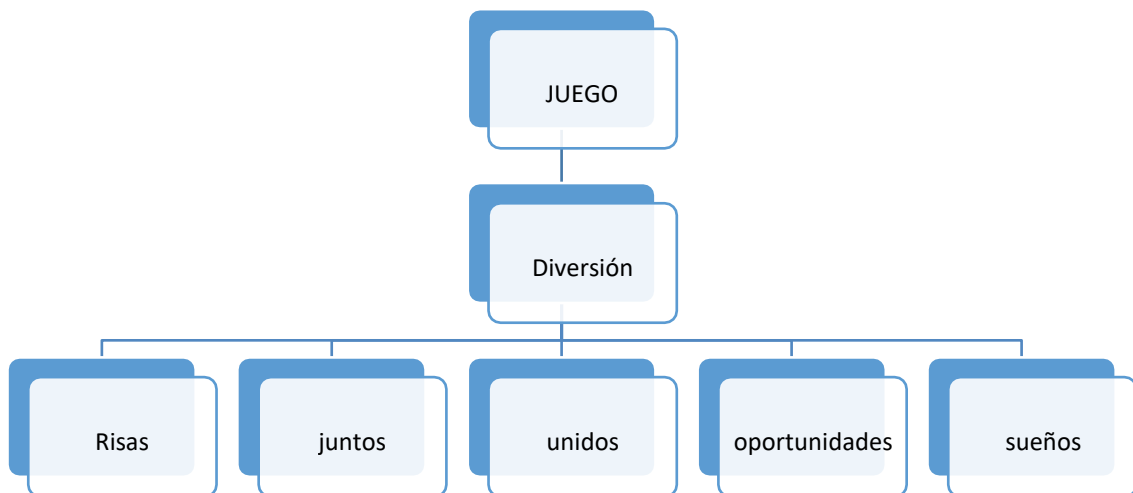 JUEGO
Diversión
Risas
juntos
unidos
oportunidades
sueños